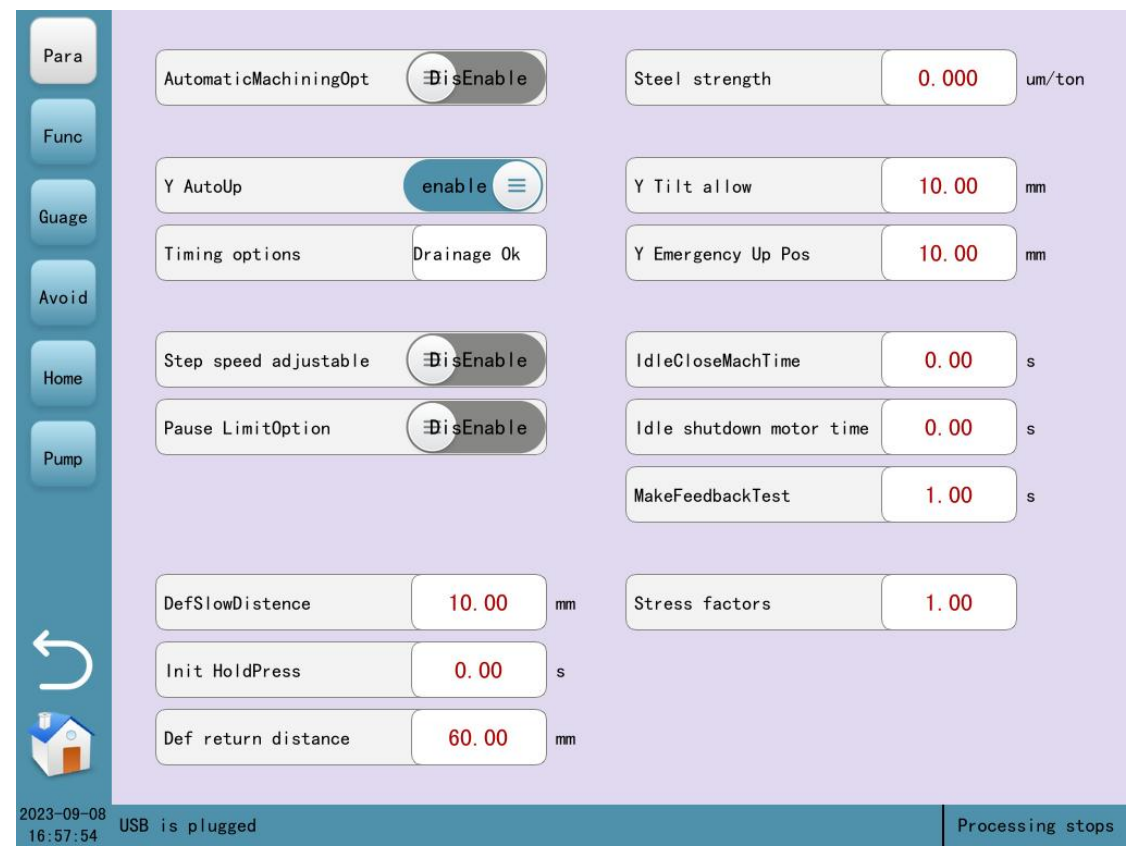 Para
Func
Guage
Avoid
Home
Pump
AutomaticMachiningOpt DisEnable
Y AutoUp enable
Timing options Drainage Ok
Step speed adjustable DisEnable
Pause LimitOption DisEnable
DefSlowDistence 10.00 mm
Init HoldPress 0.00 s
Def return distance 60.00 mm
Steel strength 0.000 um/ton
Y Tilt allow 10.00 mm
Y Emergency Up Pos 10.00 mm
IdleCloseMachTime 0.00 s
Idle shutdown motor time 0.00 s
MakeFeedbackTest 1.00 s
Stress factors 1.00
2023-09-08
16:57:54
USB is plugged
Processing stops